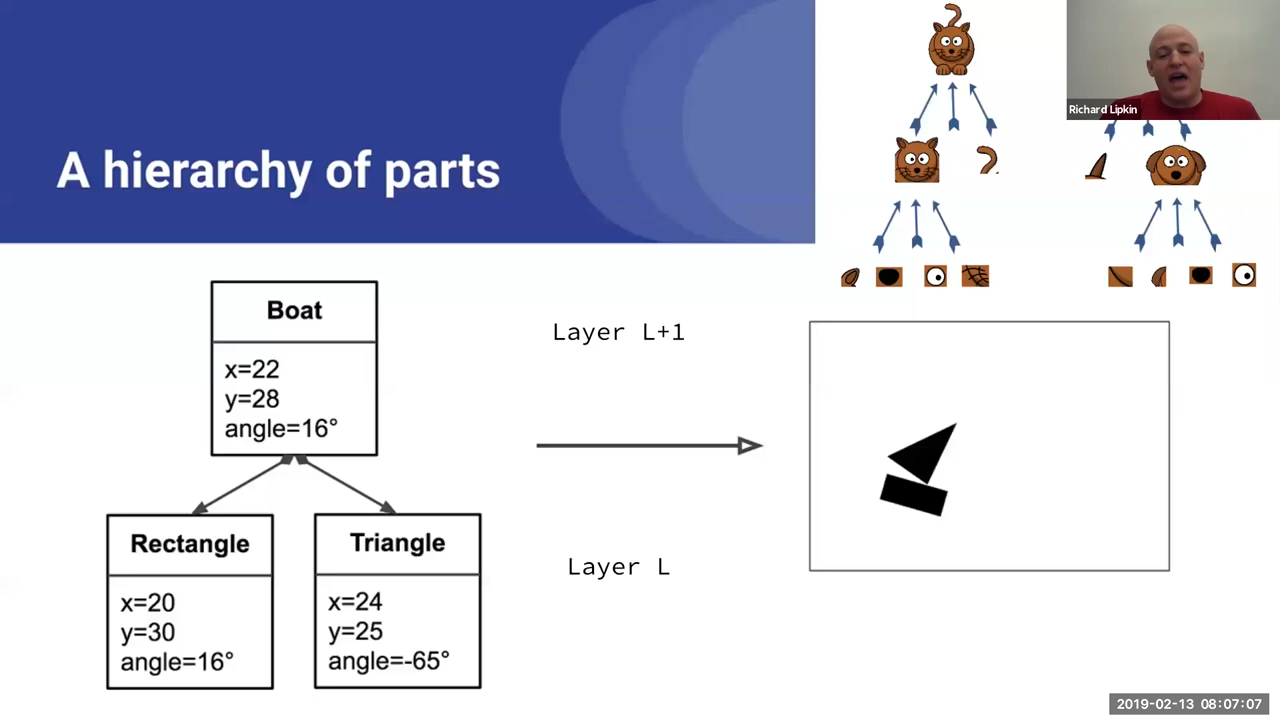 Richard Lipkin
A hierarchy of parts
Boat
x=22
y=28
angle=16°
Layer L+1
Rectangle
x=20
y=30
angle=16°
Triangle
x=24
y=25
angle=-65°
Layer L
2019-02-13 08:07:07